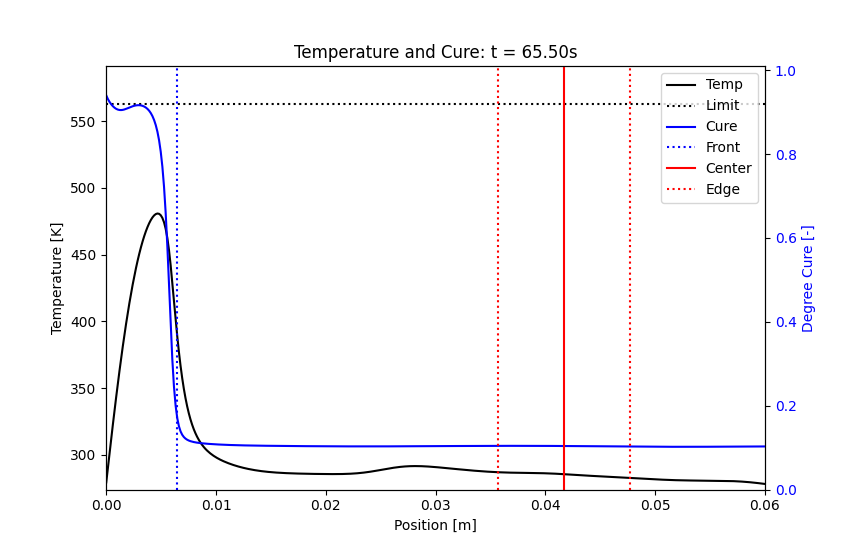 Temperature and Cure: t = 65.50s
Temp
Limit
Cure
Front
Center
Edge
550
500
450
400
350
300
Temperature [K]
1.0
0.8
0.6
0.4
0.2
0.0
Degree Cure [-]
0.00 0.01 0.02 0.03 0.04 0.05 0.06
Position [m]